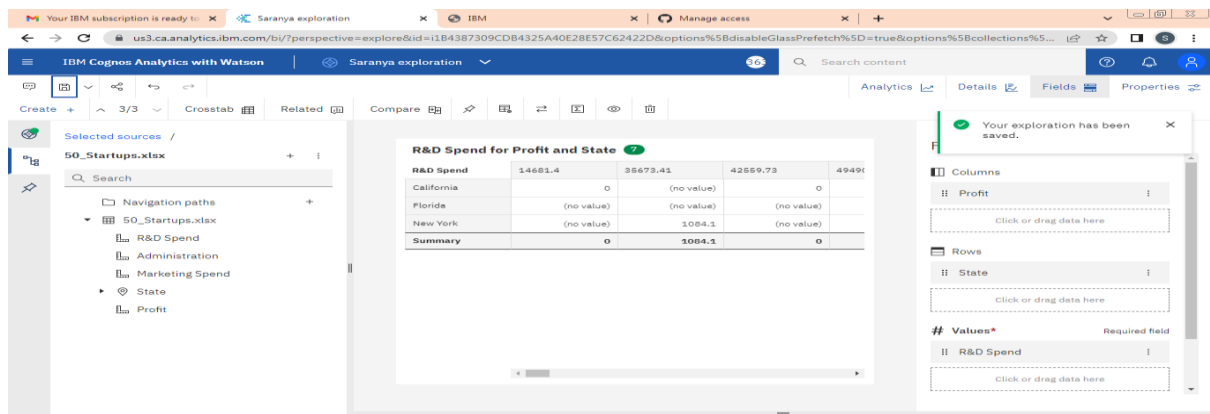 Your IBM subscription is ready to
Saranya exploration
IBM
Manage access
us3.ca.analytics.ibm.com/bi/?perspective=explore&id=i1B4387309CDB4325A40E28E57C62422D&options%5BdisableGlassPrefetch%5D=true&options%5Bcollections%5...
S
IBM Cognos Analytics with Watson
Saranya exploration
Search content
Analytics
Details
Fields
Properties
Create +
3/3
Crosstab
Related
Compare
Your exploration has been
saved.
Selected sources /
50_Startups.xlsx
Search
Navigation paths
50_Startups.xlsx
R&D Spend
Administration
Marketing Spend
State
Profit
R&D Spend for Profit and State 7
R&D Spend 14681.4 35673.41 42559.73
California 0 (no value) 0
Florida (no value) (no value) (no value)
New York (no value) 1084.1 (no value)
Summary 0 1084.1 0
Columns
Profit
Click or drag data here
Rows
State
Click or drag data here
# Values* Required field
R&D Spend
Click or drag data here